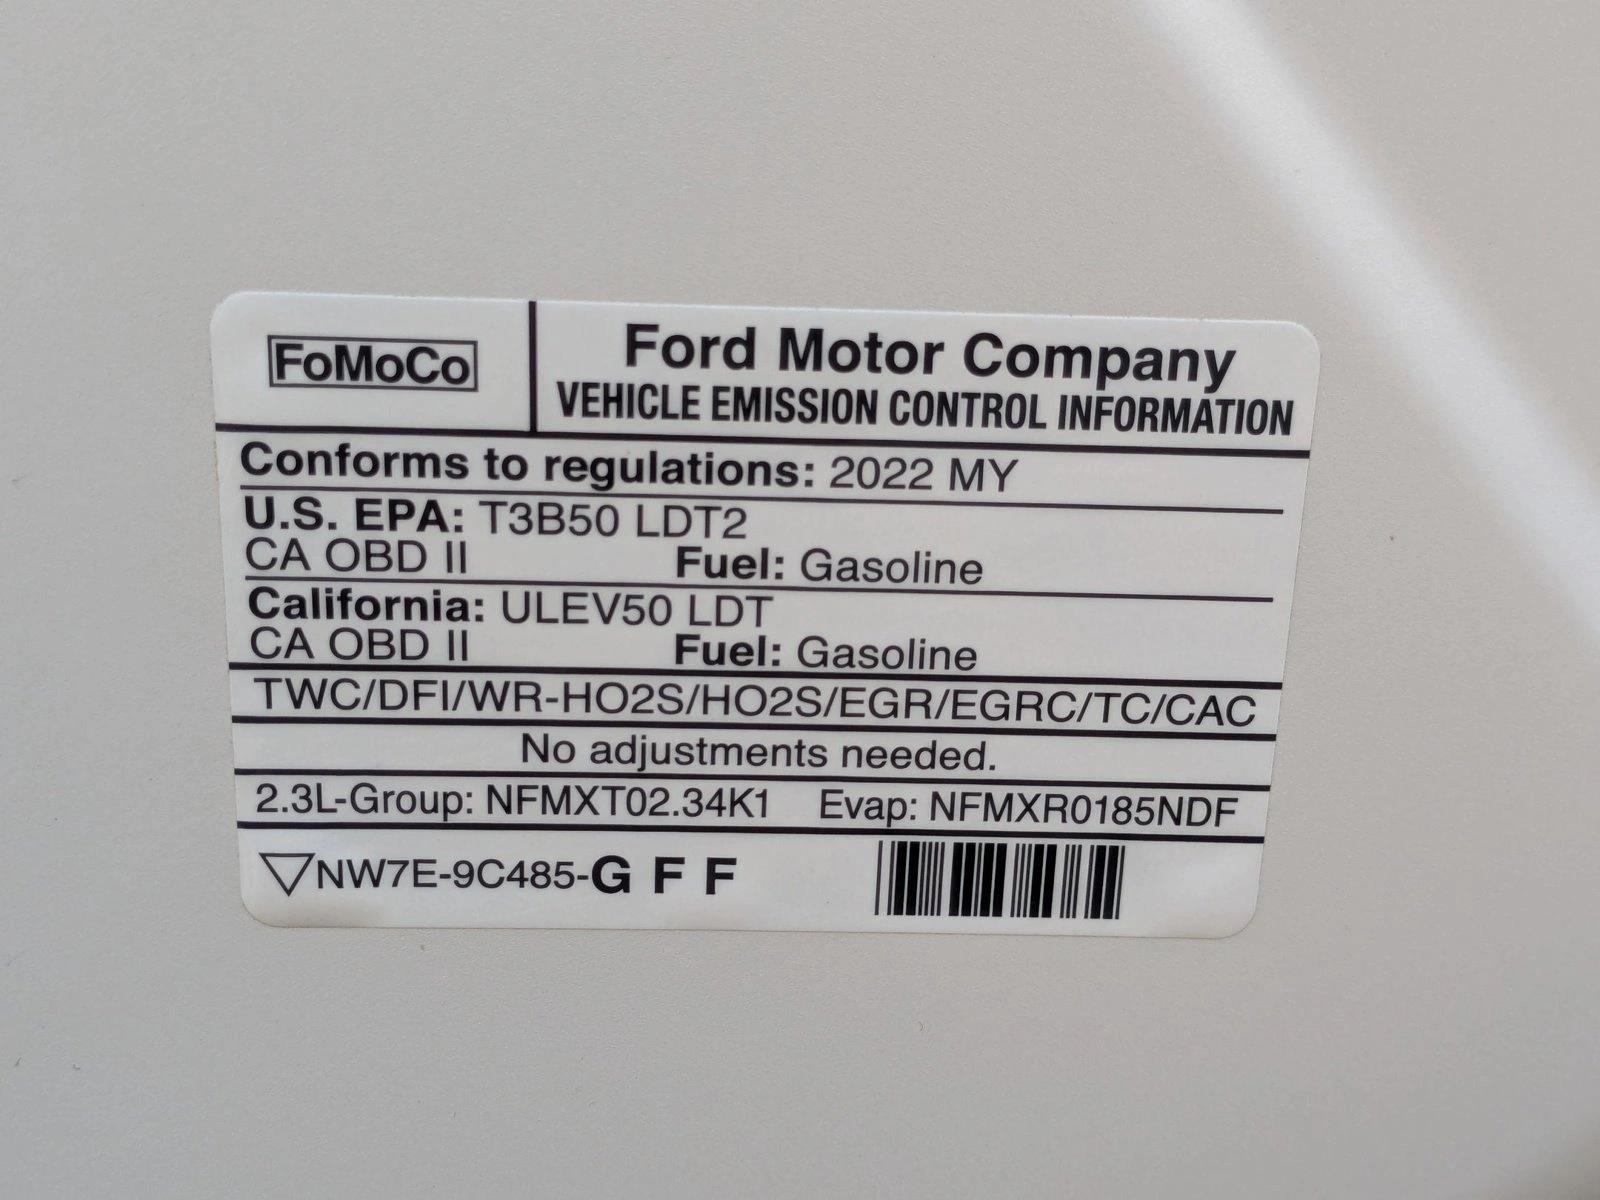 FoMoCo
Ford Motor Company
VEHICLE EMISSION CONTROL INFORMATION
Conforms to regulations: 2022 MY
U.S. EPA: T3B50 LDT2
CA OBD II Fuel: Gasoline
California: ULEV50 LDT
CA OBD II Fuel: Gasoline
TWC/DFI/WR-HO2S/HO2S/EGR/EGRC/TC/CAC
No adjustments needed.
2.3L-Group: NFMXT02.34K1 Evap: NFMXR0185NDF
NW7E-9C485-G F F